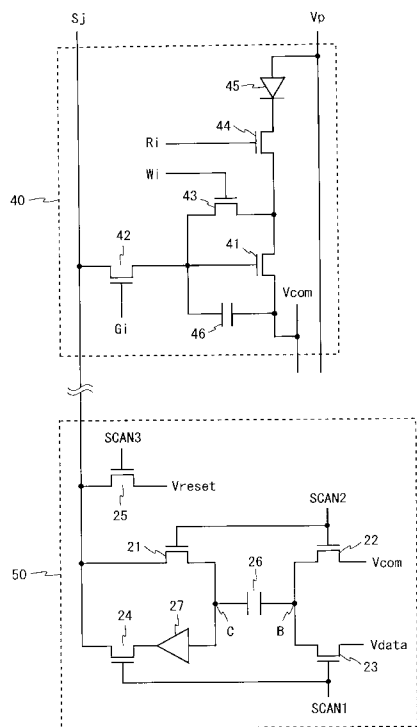 Sj
Vp
45
44
Ri
Wi
40
43
42
41
Vcom
46
Gi
SCAN3
Vreset
25
SCAN2
21
22
50
26
Vcom
27
24
C
B
Vdata
23
SCAN1